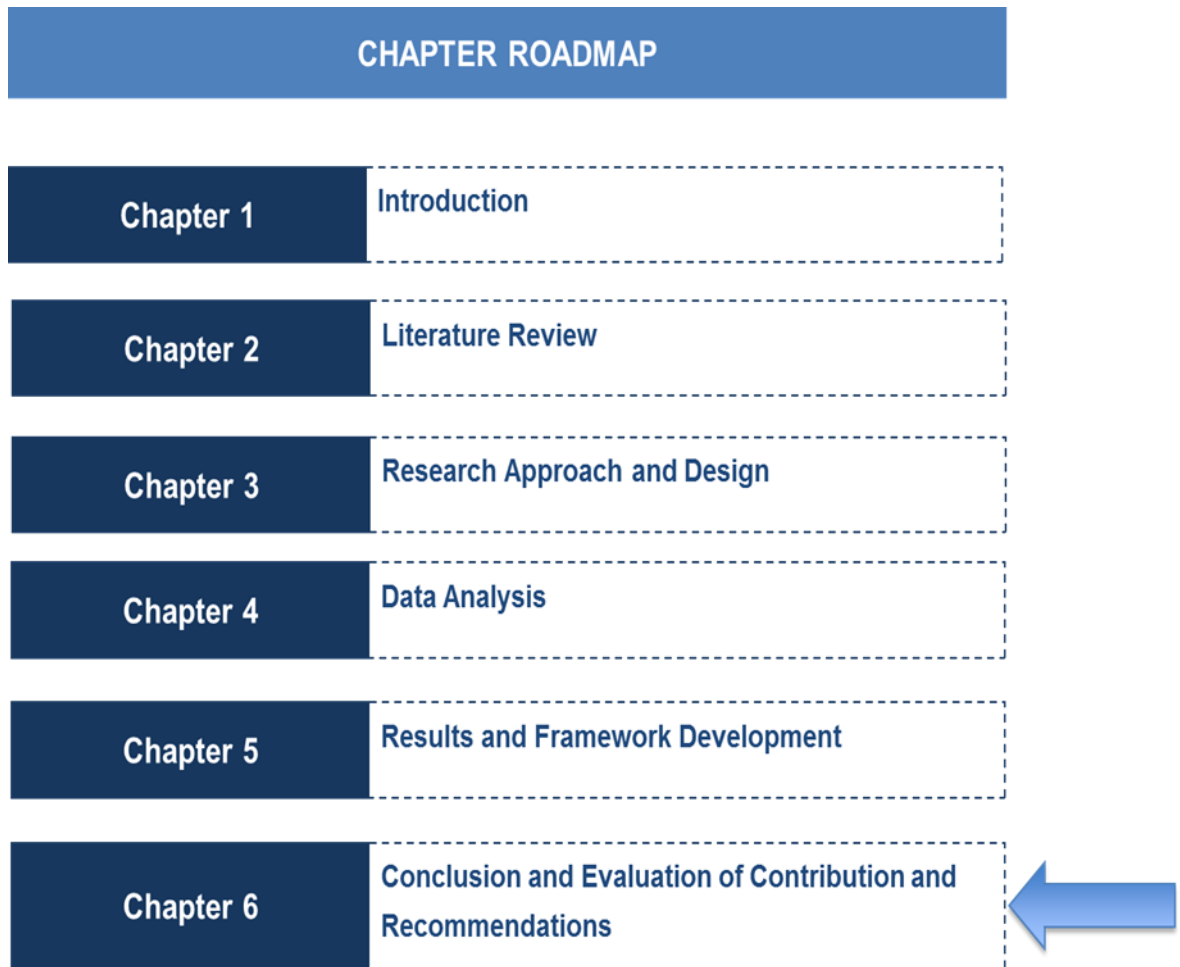 CHAPTER ROADMAP
Chapter 1
Introduction
Chapter 2
Literature Review
Chapter 3
Research Approach and Design
Chapter 4
Data Analysis
Chapter 5
Results and Framework Development
Chapter 6
Conclusion and Evaluation of Contribution and
Recommendations